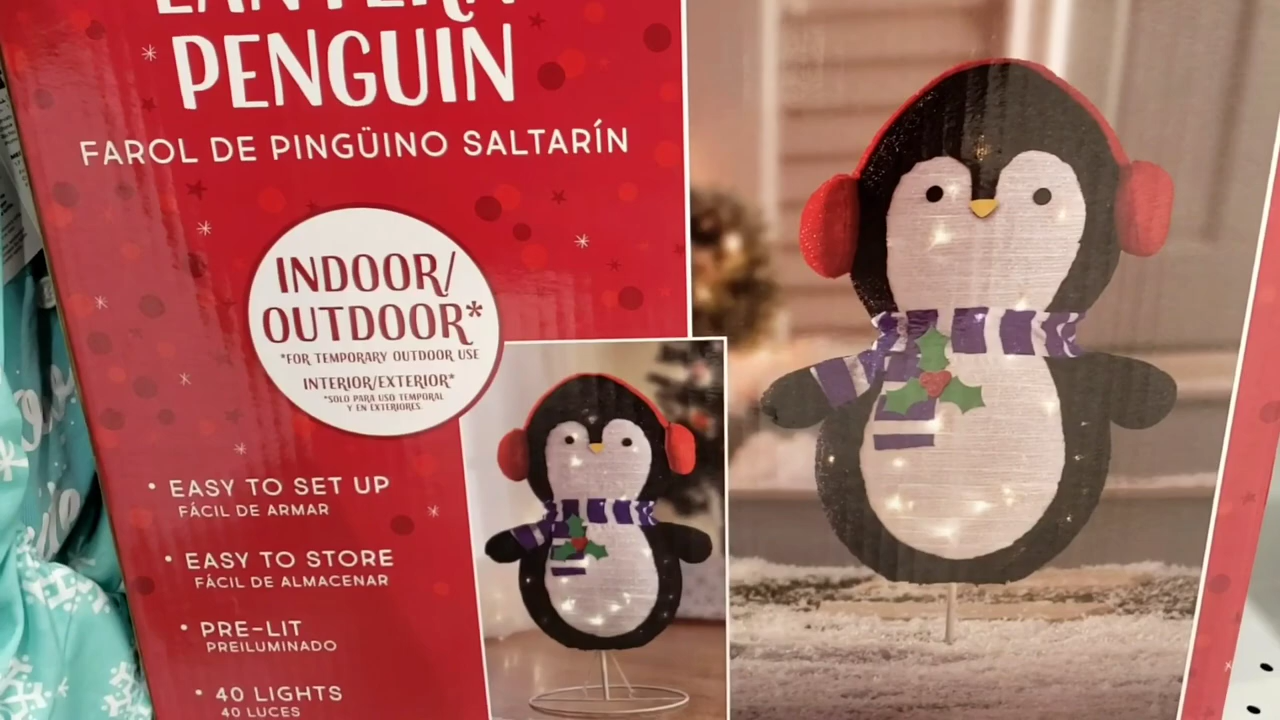 LANTERN
PENGUIN
FAROL DE PINGÜINO SALTARÍN
INDOOR/
OUTDOOR*
*FOR TEMPORARY OUTDOOR USE
INTERIOR/EXTERIOR*
*SOLO PARA USO TEMPORAL
Y EN EXTERIORES.
• EASY TO SET UP
FÁCIL DE ARMAR
• EASY TO STORE
FÁCIL DE ALMACENAR
• PRE-LIT
PREILUMINADO
• 40 LIGHTS
40 LUCES